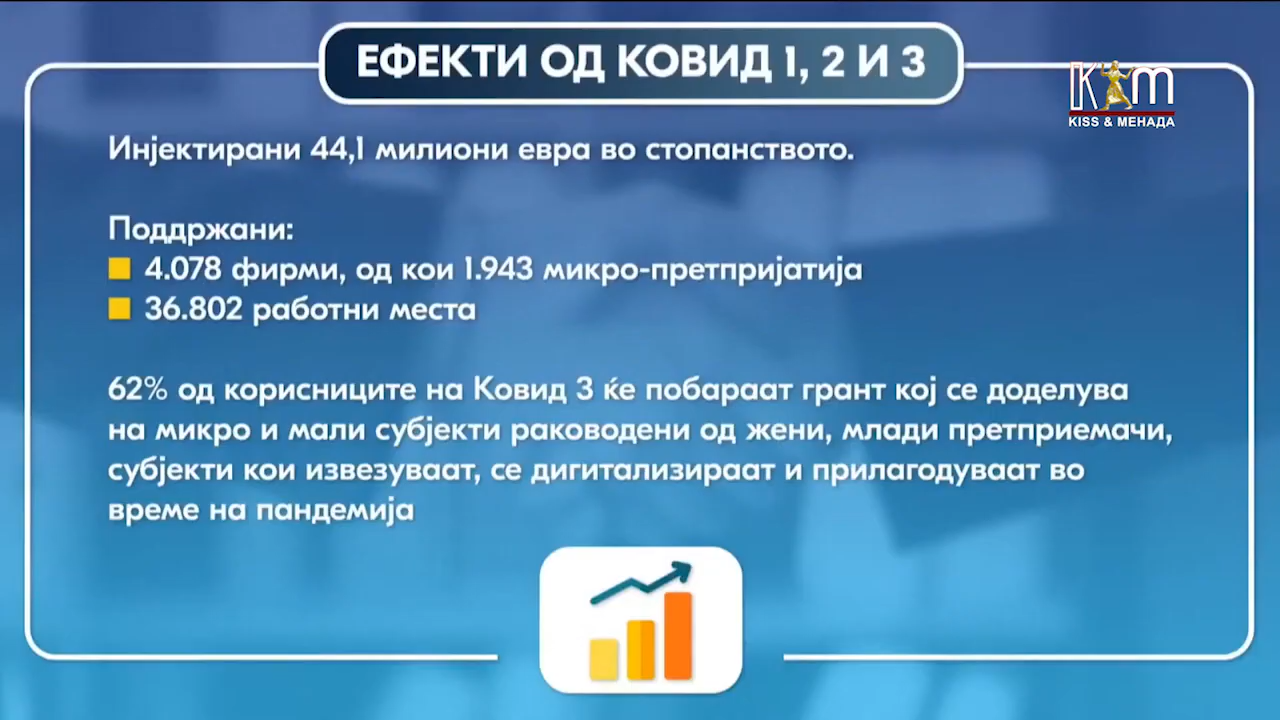 ЕФЕКТИ ОД КОВИД 1, 2 И 3
KIM
KISS & МЕНАДА
Инјектирани 44,1 милиони евра во стопанството.
Поддржани:
4.078 фирми, од кои 1.943 микро-претпријатија
36.802 работни места
62% од корисниците на Ковид 3 ќе побараат грант кој се доделува
на микро и мали субјекти раководени од жени, млади претприемачи,
субјекти кои извезуваат, се дигитализираат и прилагодуваат во
време на пандемија